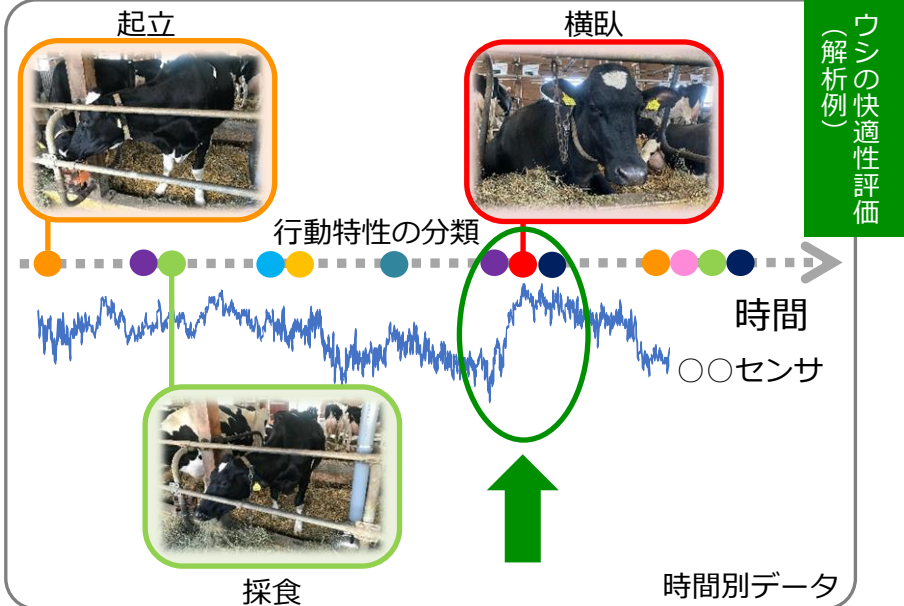 起立
横臥
ウシの快適性評価
（解析例）
行動特性の分類
時間
○○センサ
採食
時間別データ